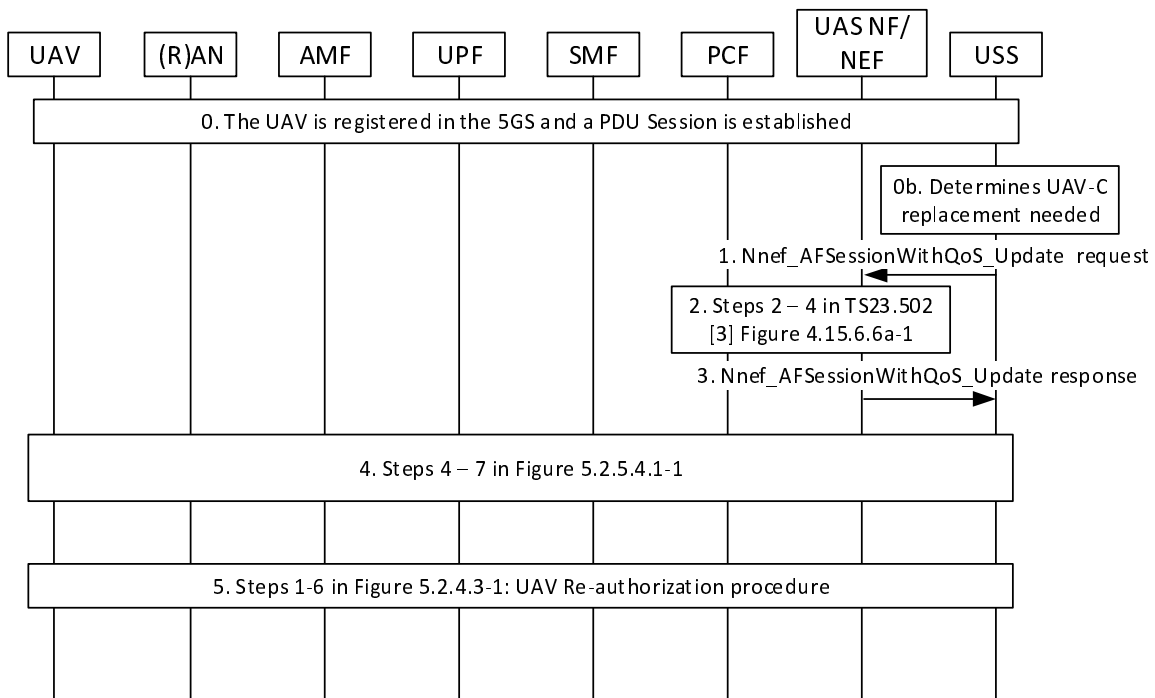 UAV
(R)AN
AMF
UPF
SMF
PCF
UAS NF/
NEF
USS
0. The UAV is registered in the 5GS and a PDU Session is established
0b. Determines UAV-C
replacement needed
1. Nnef_AFSessionWithQoS_Update request
2. Steps 2 – 4 in TS23.502
[3] Figure 4.15.6.6a-1
3. Nnef_AFSessionWithQoS_Update response
4. Steps 4 – 7 in Figure 5.2.5.4.1-1
5. Steps 1-6 in Figure 5.2.4.3-1: UAV Re-authorization procedure